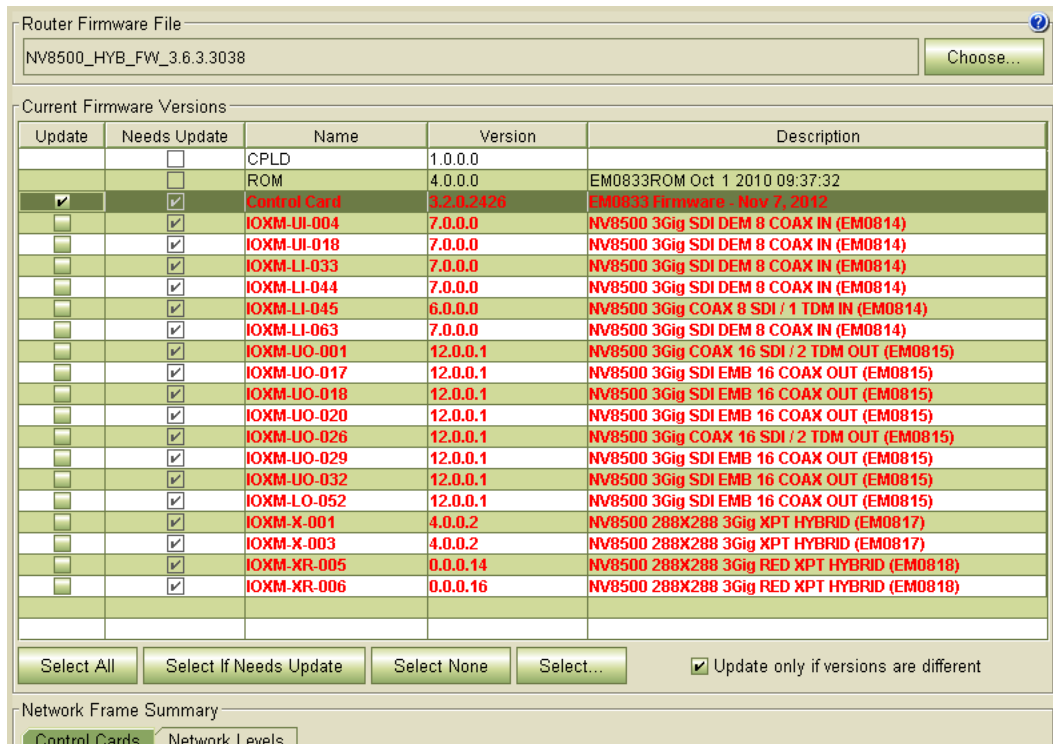 Router Firmware File
?
NV8500_HYB_FW_3.6.3.3038 Choose...
Current Firmware Versions
Update Needs Update Name Version Description
CPLD 1.0.0.0
ROM 4.0.0.0 EM0833ROM Oct 1 2010 09:37:32
Control Card 3.2.0.2426 EM0833 Firmware - Nov 7, 2012
IOXM-UI-004 7.0.0.0 NV8500 3Gig SDI DEM 8 COAX IN (EM0814)
IOXM-UI-018 7.0.0.0 NV8500 3Gig SDI DEM 8 COAX IN (EM0814)
IOXM-LI-033 7.0.0.0 NV8500 3Gig SDI DEM 8 COAX IN (EM0814)
IOXM-LI-044 7.0.0.0 NV8500 3Gig SDI DEM 8 COAX IN (EM0814)
IOXM-LI-045 6.0.0.0 NV8500 3Gig COAX 8 SDI / 1 TDM IN (EM0814)
IOXM-LI-063 7.0.0.0 NV8500 3Gig SDI DEM 8 COAX IN (EM0814)
IOXM-UO-001 12.0.0.1 NV8500 3Gig COAX 16 SDI / 2 TDM OUT (EM0815)
IOXM-UO-017 12.0.0.1 NV8500 3Gig SDI EMB 16 COAX OUT (EM0815)
IOXM-UO-018 12.0.0.1 NV8500 3Gig SDI EMB 16 COAX OUT (EM0815)
IOXM-UO-020 12.0.0.1 NV8500 3Gig SDI EMB 16 COAX OUT (EM0815)
IOXM-UO-026 12.0.0.1 NV8500 3Gig COAX 16 SDI / 2 TDM OUT (EM0815)
IOXM-UO-029 12.0.0.1 NV8500 3Gig SDI EMB 16 COAX OUT (EM0815)
IOXM-UO-032 12.0.0.1 NV8500 3Gig SDI EMB 16 COAX OUT (EM0815)
IOXM-LO-052 12.0.0.1 NV8500 3Gig SDI EMB 16 COAX OUT (EM0815)
IOXM-X-001 4.0.0.2 NV8500 288X288 3Gig XPT HYBRID (EM0817)
IOXM-X-003 4.0.0.2 NV8500 288X288 3Gig XPT HYBRID (EM0817)
IOXM-XR-005 0.0.0.14 NV8500 288X288 3Gig RED XPT HYBRID (EM0818)
IOXM-XR-006 0.0.0.16 NV8500 288X288 3Gig RED XPT HYBRID (EM0818)
Select All Select If Needs Update Select None Select... Update only if versions are different
Network Frame Summary
Control Cards Network Levels